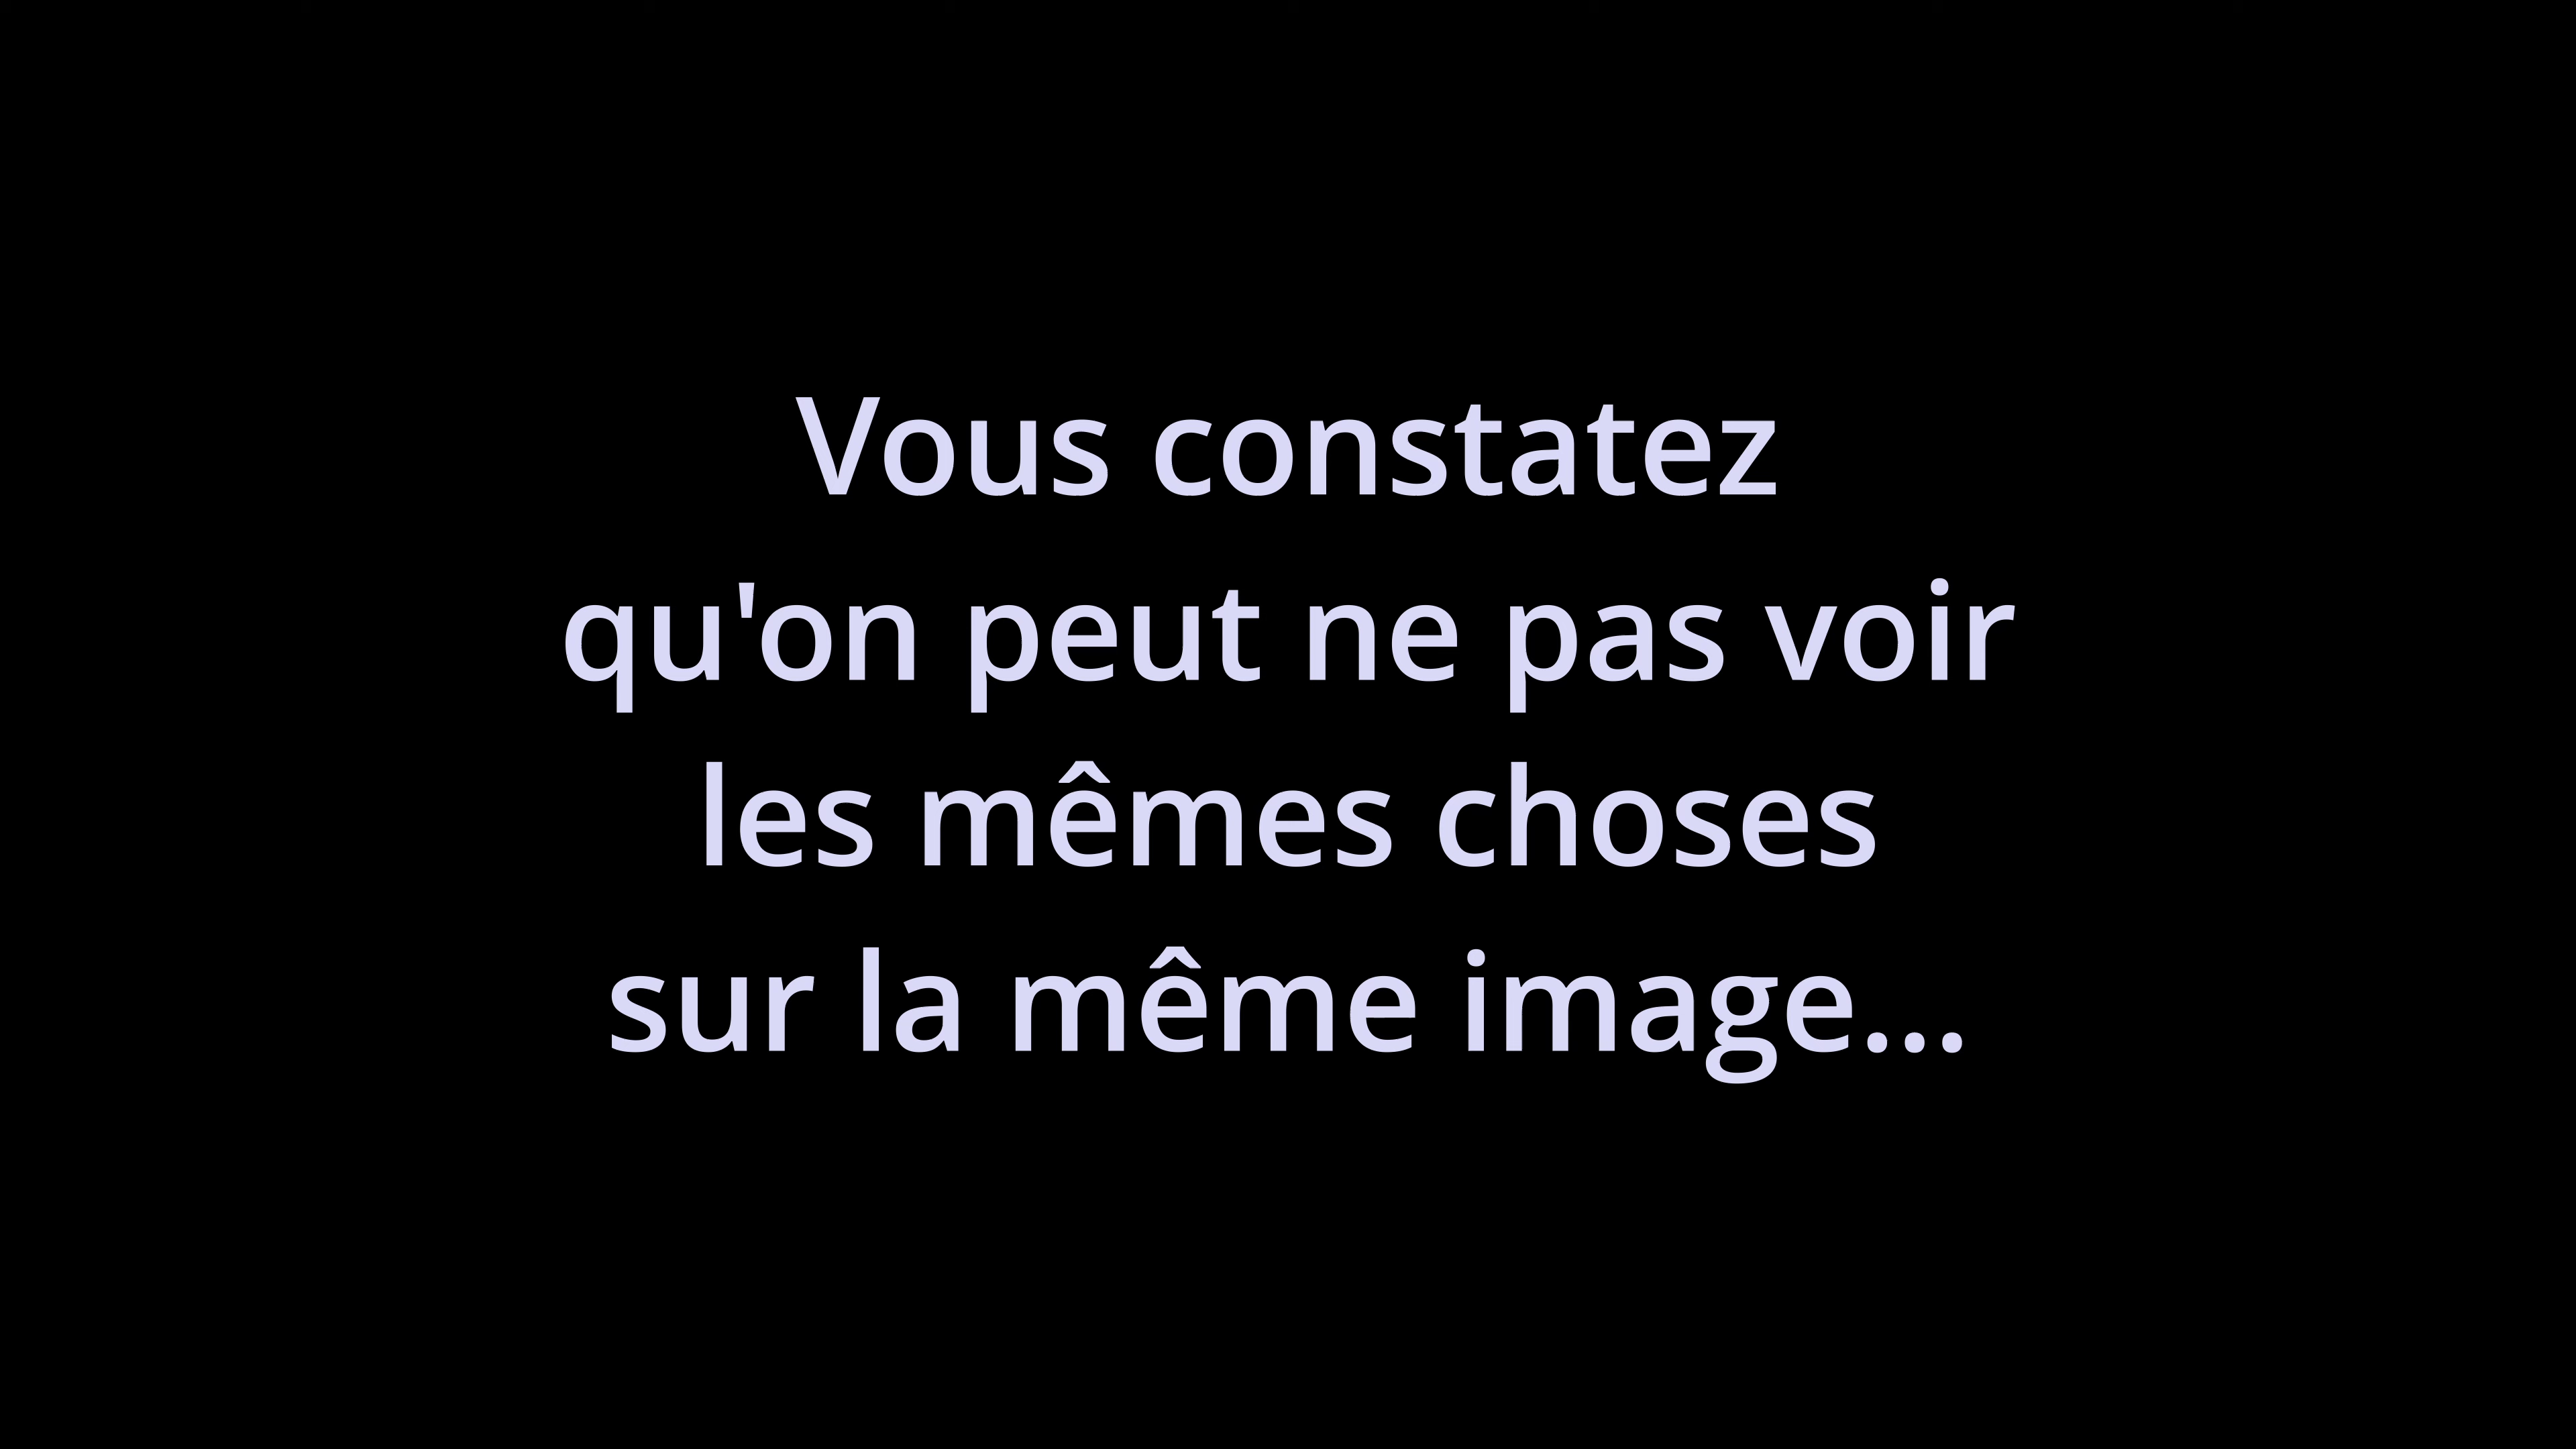 Vous constatez
qu'on peut ne pas voir
les mêmes choses
sur la même image...